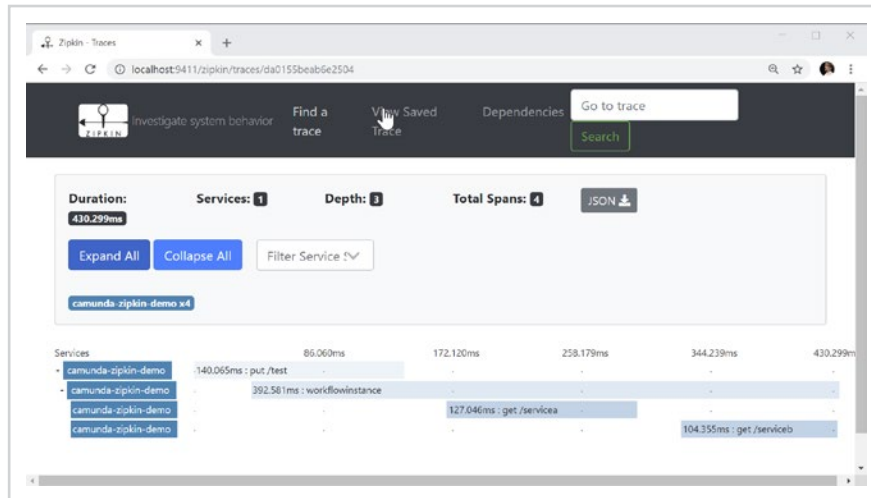 Zipkin - Traces
localhost:9411/zipkin/traces/da0155beab6e2504
ZIPKIN
Investigate system behavior
Find a trace
View Saved Trace
Dependencies
Go to trace
Search
Duration: 430.299ms
Services: 1
Depth: 3
Total Spans: 4
JSON
Expand All
Collapse All
Filter Service
camunda-zipkin-demo x4
Services 86.060ms 172.120ms 258.179ms 344.239ms 430.299m
- camunda-zipkin-demo 140.065ms : put /test
- camunda-zipkin-demo 392.581ms : workflowinstance
camunda-zipkin-demo 127.046ms : get /servicea
camunda-zipkin-demo 104.355ms : get /serviceb